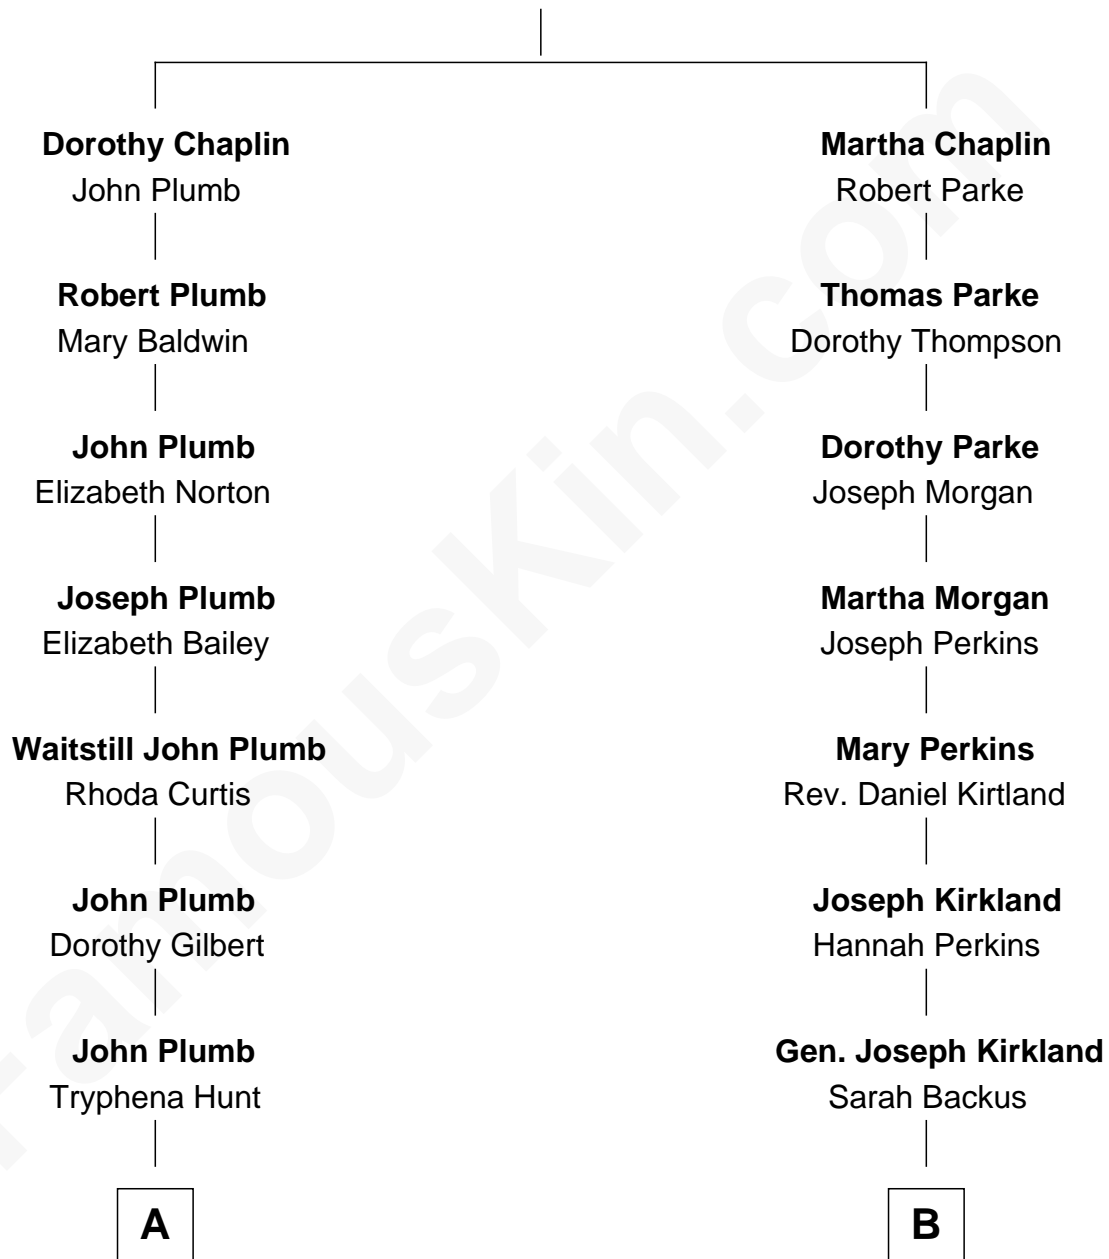 Dorothy Chaplin
John Plumb
Robert Plumb
Mary Baldwin
John Plumb
Elizabeth Norton
Joseph Plumb
Elizabeth Bailey
Waitstill John Plumb
Rhoda Curtis
John Plumb
Dorothy Gilbert
John Plumb
Tryphena Hunt
A
Martha Chaplin
Robert Parke
Thomas Parke
Dorothy Thompson
Dorothy Parke
Joseph Morgan
Martha Morgan
Joseph Perkins
Mary Perkins
Rev. Daniel Kirtland
Joseph Kirkland
Hannah Perkins
Gen. Joseph Kirkland
Sarah Backus
B
FamousKin.com